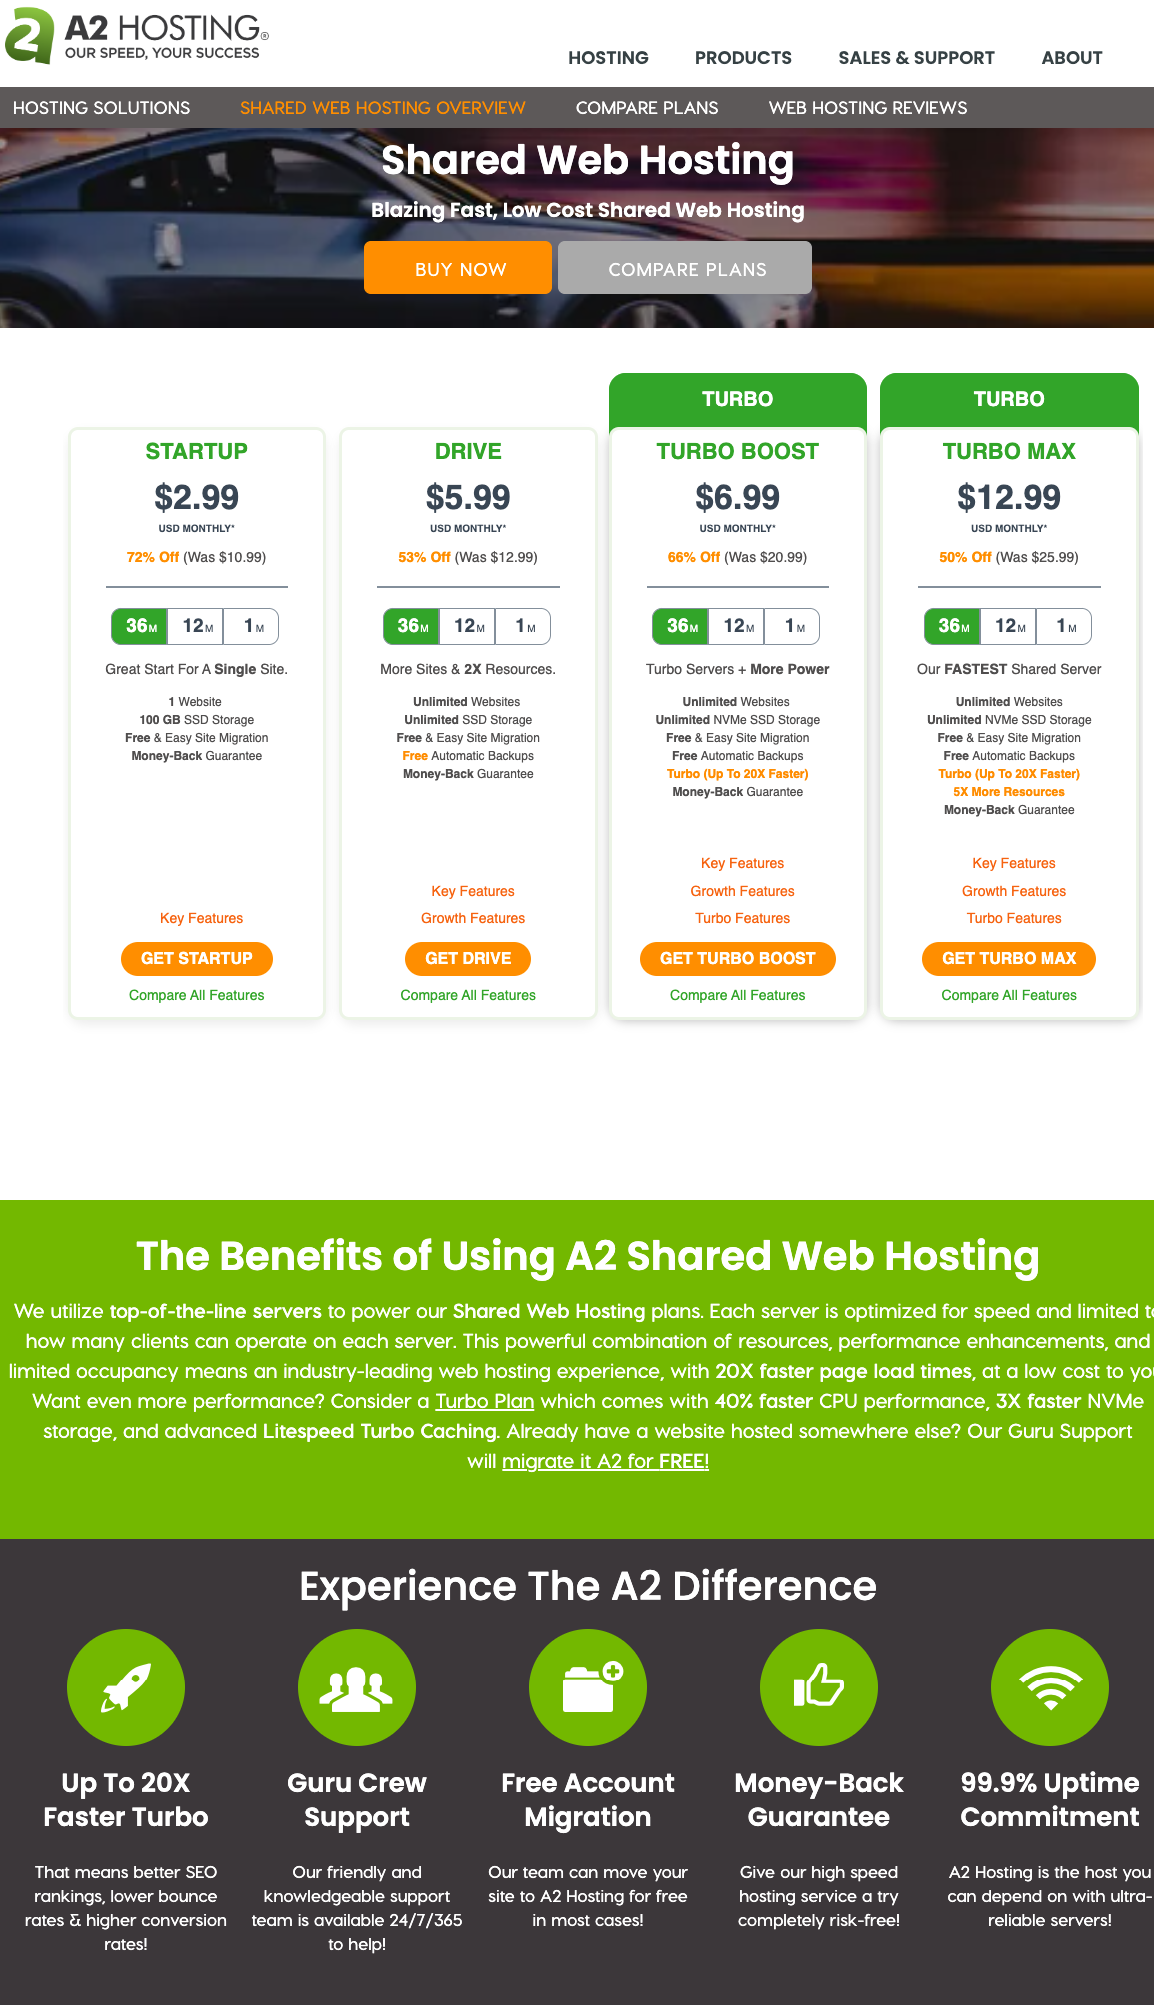 A2 HOSTING®
OUR SPEED, YOUR SUCCESS
HOSTING PRODUCTS SALES & SUPPORT ABOUT
HOSTING SOLUTIONS SHARED WEB HOSTING OVERVIEW COMPARE PLANS WEB HOSTING REVIEWS
Shared Web Hosting
Blazing Fast, Low Cost Shared Web Hosting
BUY NOW COMPARE PLANS
STARTUP
$2.99
USD MONTHLY*
72% Off (Was $10.99)
36M 12M 1M
Great Start For A Single Site.
1 Website
100 GB SSD Storage
Free & Easy Site Migration
Money-Back Guarantee
Key Features
GET STARTUP
Compare All Features
DRIVE
$5.99
USD MONTHLY*
53% Off (Was $12.99)
36M 12M 1M
More Sites & 2X Resources.
Unlimited Websites
Unlimited SSD Storage
Free & Easy Site Migration
Free Automatic Backups
Money-Back Guarantee
Key Features
Growth Features
GET DRIVE
Compare All Features
TURBO
TURBO BOOST
$6.99
USD MONTHLY*
66% Off (Was $20.99)
36M 12M 1M
Turbo Servers + More Power
Unlimited Websites
Unlimited NVMe SSD Storage
Free & Easy Site Migration
Free Automatic Backups
Turbo (Up To 20X Faster)
Money-Back Guarantee
Key Features
Growth Features
Turbo Features
GET TURBO BOOST
Compare All Features
TURBO
TURBO MAX
$12.99
USD MONTHLY*
50% Off (Was $25.99)
36M 12M 1M
Our FASTEST Shared Server
Unlimited Websites
Unlimited NVMe SSD Storage
Free & Easy Site Migration
Free Automatic Backups
Turbo (Up To 20X Faster)
5X More Resources
Money-Back Guarantee
Key Features
Growth Features
Turbo Features
GET TURBO MAX
Compare All Features
The Benefits of Using A2 Shared Web Hosting
We utilize top-of-the-line servers to power our Shared Web Hosting plans. Each server is optimized for speed and limited to
how many clients can operate on each server. This powerful combination of resources, performance enhancements, and
limited occupancy means an industry-leading web hosting experience, with 20X faster page load times, at a low cost to you
Want even more performance? Consider a Turbo Plan which comes with 40% faster CPU performance, 3X faster NVMe
storage, and advanced Litespeed Turbo Caching. Already have a website hosted somewhere else? Our Guru Support
will migrate it A2 for FREE!
Experience The A2 Difference
Up To 20X
Faster Turbo
That means better SEO
rankings, lower bounce
rates & higher conversion
rates!
Guru Crew
Support
Our friendly and
knowledgeable support
team is available 24/7/365
to help!
Free Account
Migration
Our team can move your
site to A2 Hosting for free
in most cases!
Money-Back
Guarantee
Give our high speed
hosting service a try
completely risk-free!
99.9% Uptime
Commitment
A2 Hosting is the host you
can depend on with ultra-
reliable servers!